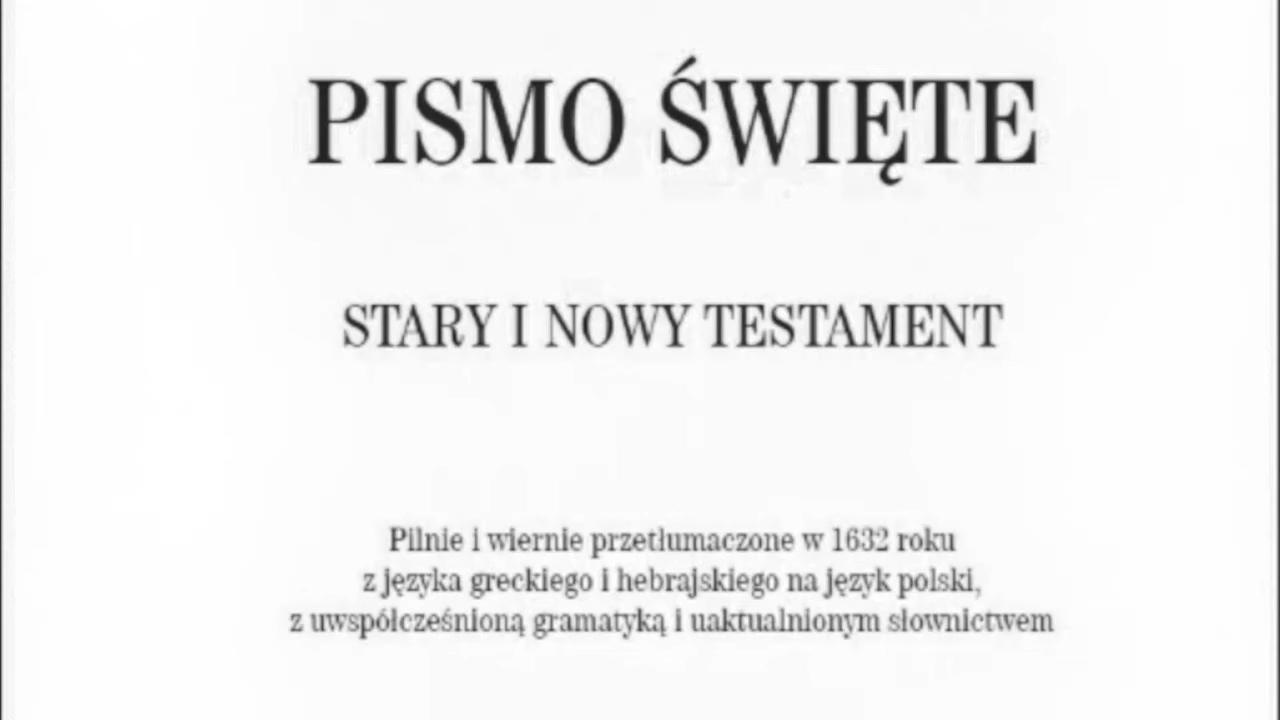 PISMO ŚWIĘTE
STARY I NOWY TESTAMENT
Pilnie i wiernie przetłumaczone w 1632 roku
z języka greckiego i hebrajskiego na język polski,
z uwspółcześnioną gramatyką i uaktualnionym słownictwem